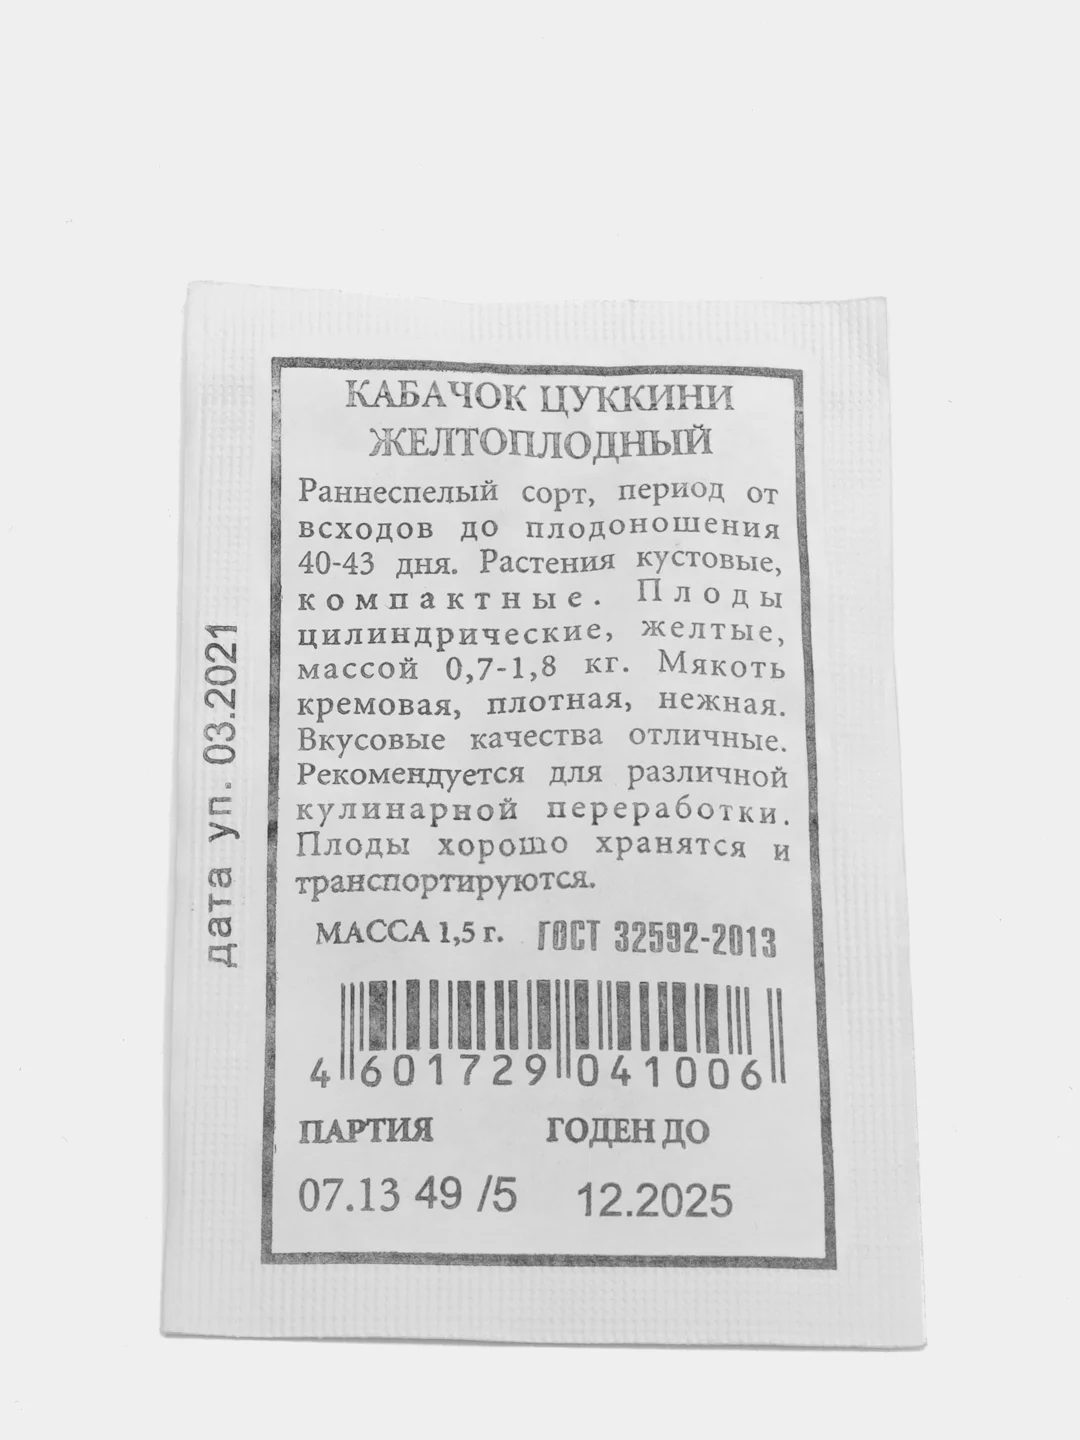 КАБАЧОК ЦУККИНИ
ЖЕЛТОПЛОДНЫЙ
Раннеспелый сорт, период от
всходов до плодоношения
40-43 дня. Растения кустовые,
компактные. Плоды
цилиндрические, желтые,
массой 0,7-1,8 кг. Мякоть
кремовая, плотная, нежная.
Вкусовые качества отличные.
Рекомендуется для различной
кулинарной переработки.
Плоды хорошо хранятся и
транспортируются.
МАССА 1,5 г. ГОСТ 32592-2013
4 601729 041006
ПАРТИЯ ГОДЕН ДО
07.13 49 /5 12.2025
дата уп. 03.2021